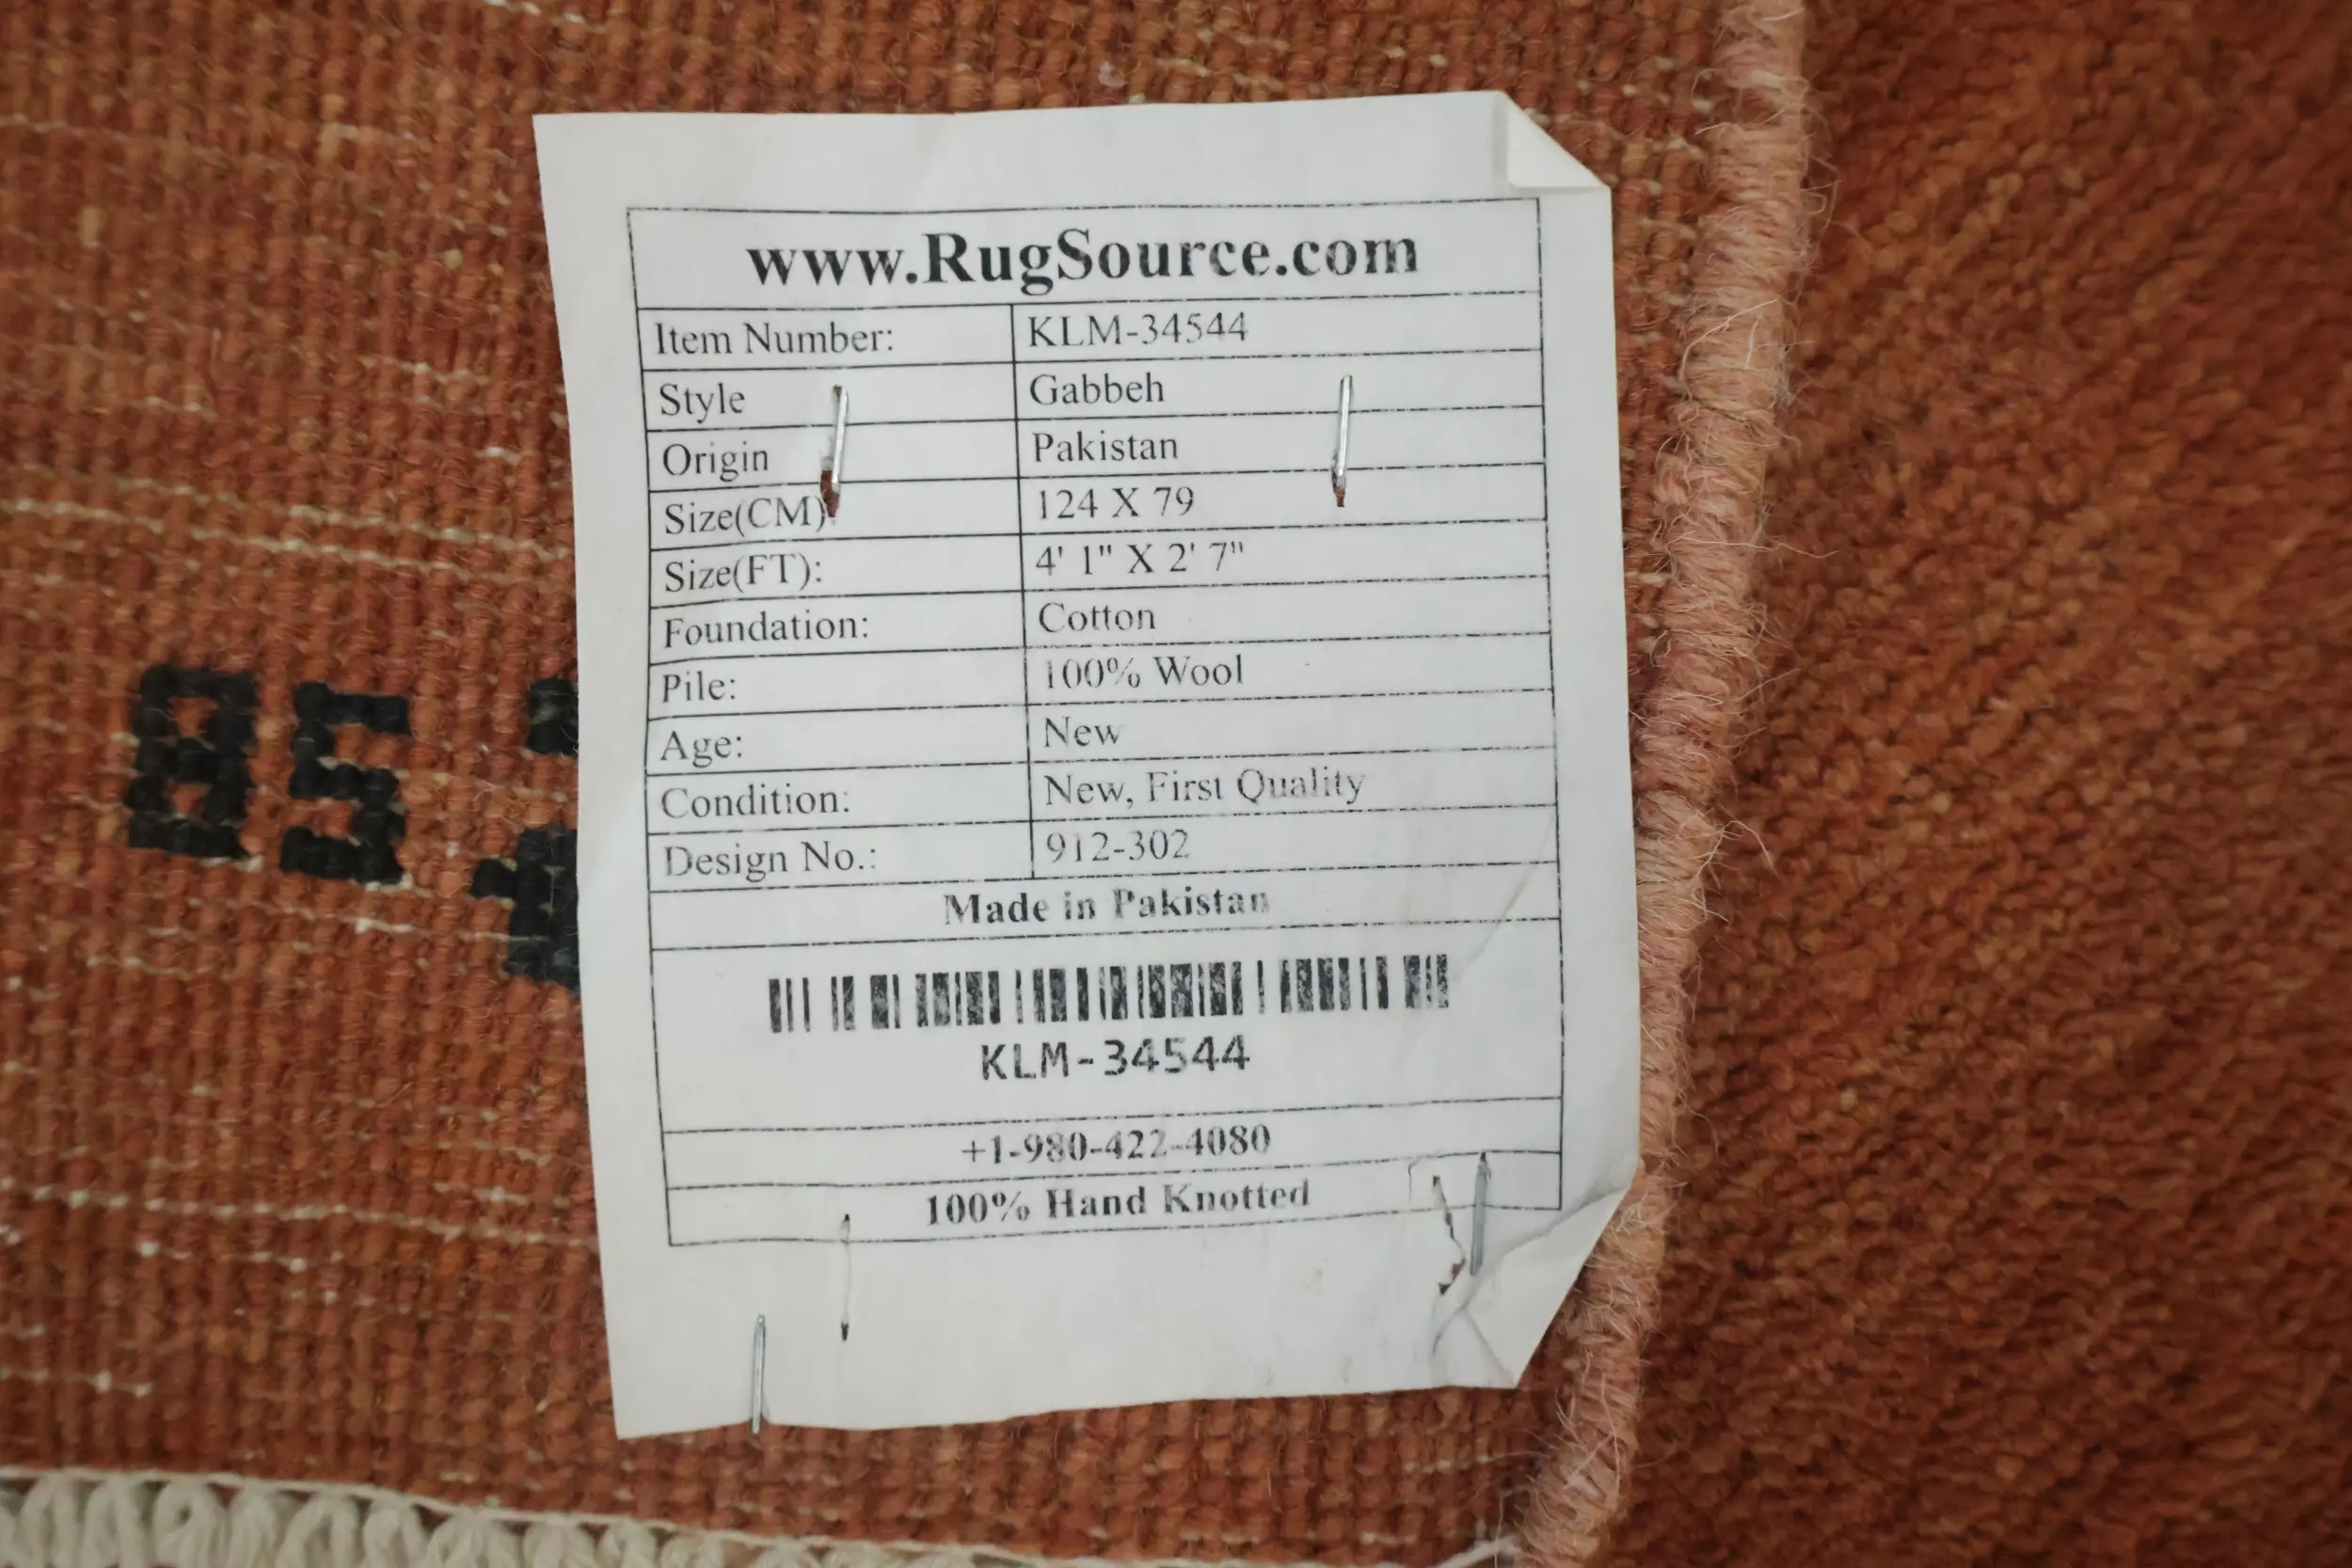 www.RugSource.com
Item Number: KLM-34544
Style Gabbeh
Origin Pakistan
Size(CM) 124 X 79
Size(FT): 4' 1" X 2' 7"
Foundation: Cotton
Pile: 100% Wool
Age: New
Condition: New, First Quality
Design No.: 912-302
Made in Pakistan
KLM-34544
+1-980-422-4080
100% Hand Knotted
85